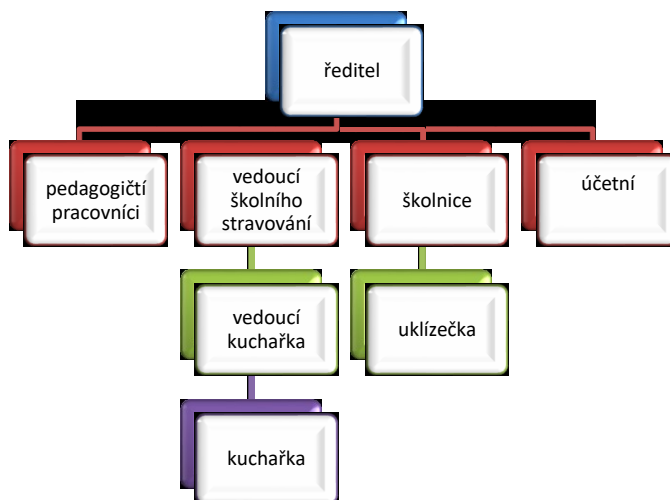 ředitel
pedagogičtí
pracovníci
vedoucí
školního
stravování
školnice
účetní
vedoucí
kuchařka
uklízečka
kuchařka